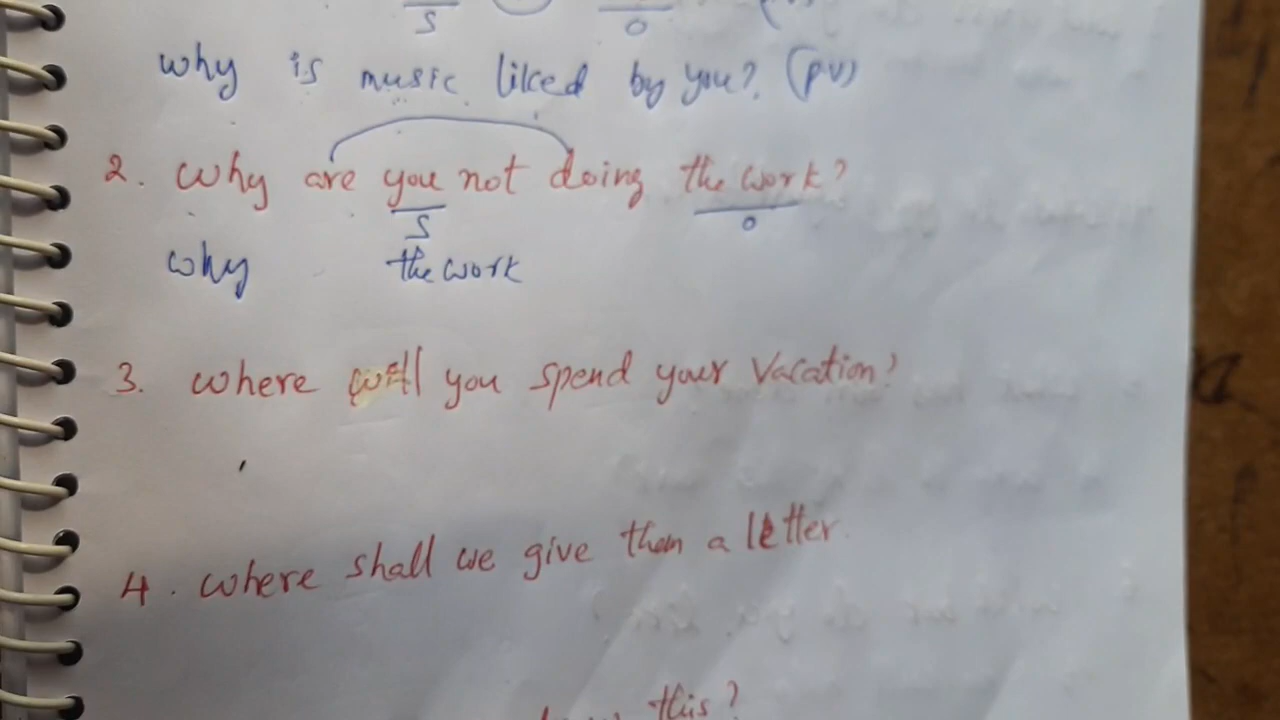 S O
why is music liked by you? (PV)
2. why are you not doing the work?
S O
why the work
3. where will you spend your vacation?
4. where shall we give them a letter.
this?